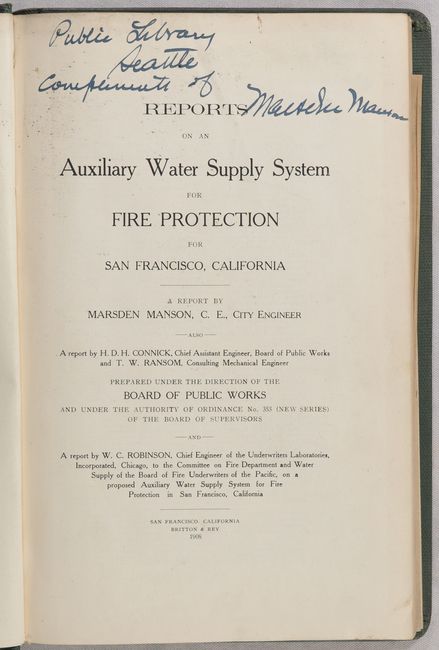 Public Library
Seattle
Compliments of
Marsden Manson
REPORTS
ON AN
Auxiliary Water Supply System
FOR
FIRE PROTECTION
FOR
SAN FRANCISCO, CALIFORNIA
A REPORT BY
MARSDEN MANSON, C. E., CITY ENGINEER
—ALSO—
A report by H. D. H. CONNICK, Chief Assistant Engineer, Board of Public Works
and T. W. RANSOM, Consulting Mechanical Engineer
PREPARED UNDER THE DIRECTION OF THE
BOARD OF PUBLIC WORKS
AND UNDER THE AUTHORITY OF ORDINANCE No. 353 (NEW SERIES)
OF THE BOARD OF SUPERVISORS
—AND—
A report by W. C. ROBINSON, Chief Engineer of the Underwriters Laboratories,
Incorporated, Chicago, to the Committee on Fire Department and Water
Supply of the Board of Fire Underwriters of the Pacific, on a
proposed Auxiliary Water Supply System for Fire
Protection in San Francisco, California
SAN FRANCISCO, CALIFORNIA
BRITTON & REY
1908